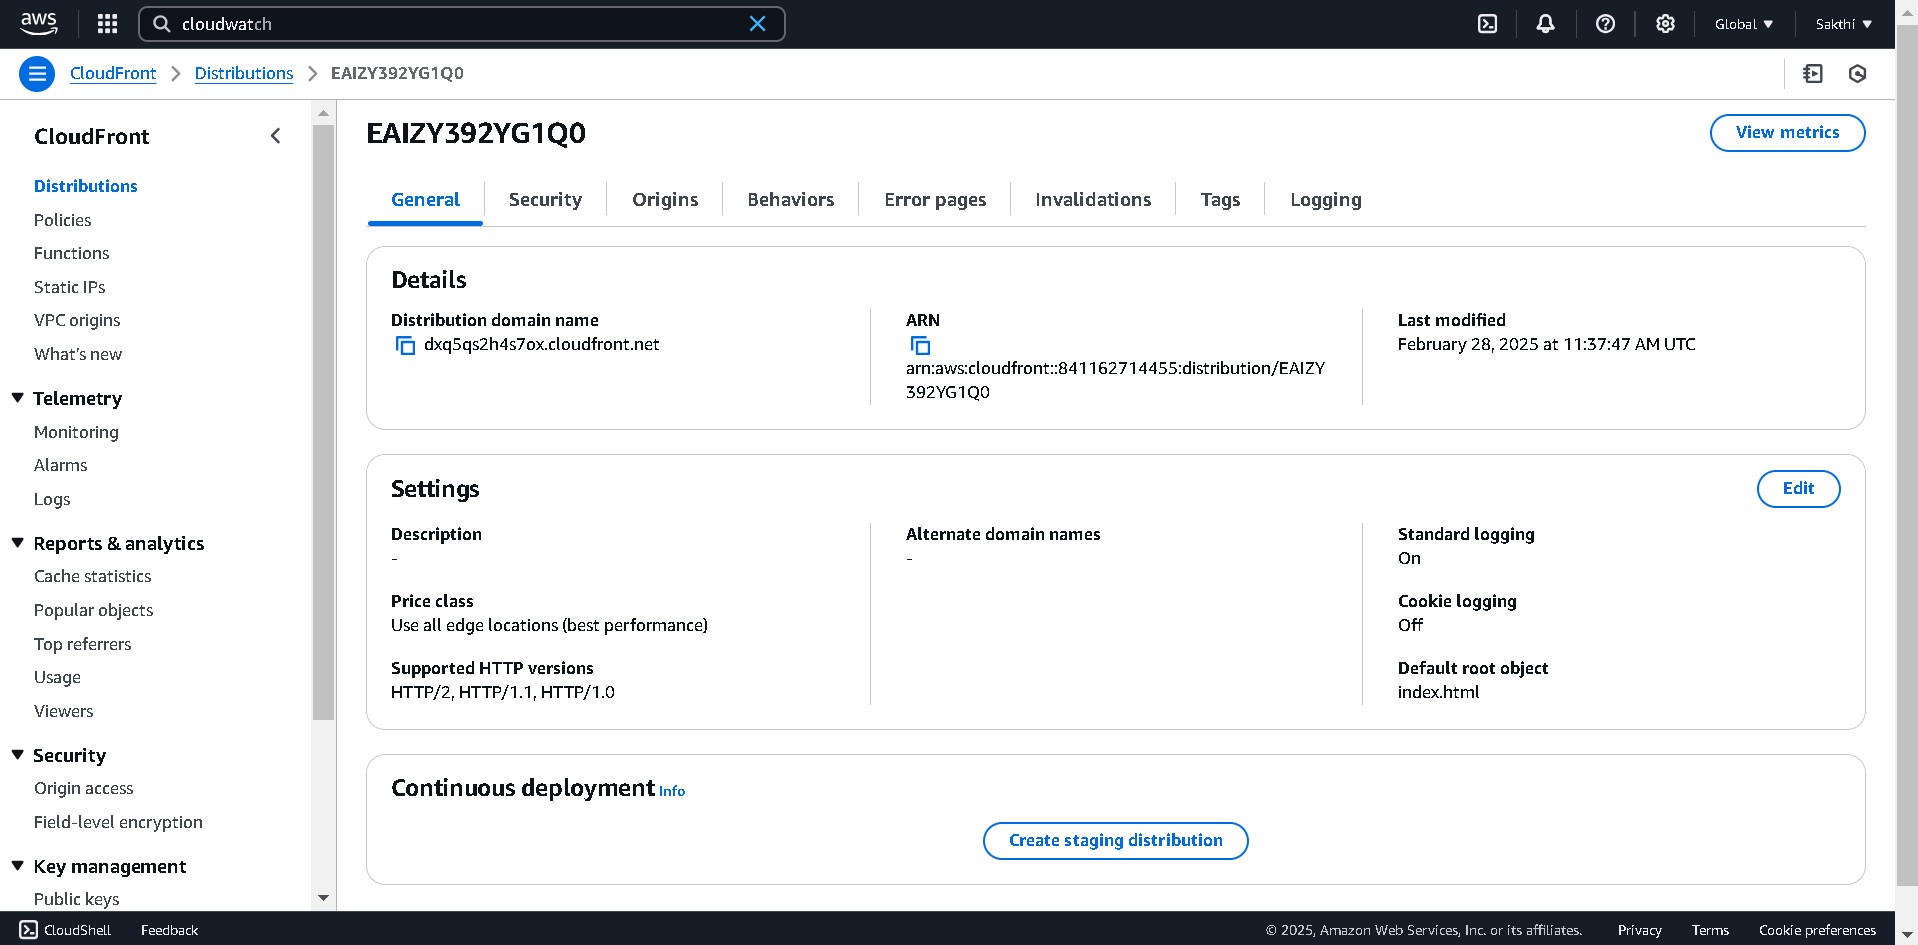 aws
cloudwatch
Global
Sakthi
CloudFront
Distributions
EAIZY392YG1Q0
CloudFront
Distributions
Policies
Functions
Static IPs
VPC origins
What's new
Telemetry
Monitoring
Alarms
Logs
Reports & analytics
Cache statistics
Popular objects
Top referrers
Usage
Viewers
Security
Origin access
Field-level encryption
Key management
Public keys
EAIZY392YG1Q0
View metrics
General
Security
Origins
Behaviors
Error pages
Invalidations
Tags
Logging
Details
Distribution domain name
dxq5qs2h4s7ox.cloudfront.net
ARN
arn:aws:cloudfront::841162714455:distribution/EAIZY
392YG1Q0
Last modified
February 28, 2025 at 11:37:47 AM UTC
Settings
Edit
Description
-
Price class
Use all edge locations (best performance)
Supported HTTP versions
HTTP/2, HTTP/1.1, HTTP/1.0
Alternate domain names
-
Standard logging
On
Cookie logging
Off
Default root object
index.html
Continuous deployment Info
Create staging distribution
CloudShell
Feedback
© 2025, Amazon Web Services, Inc. or its affiliates.
Privacy
Terms
Cookie preferences